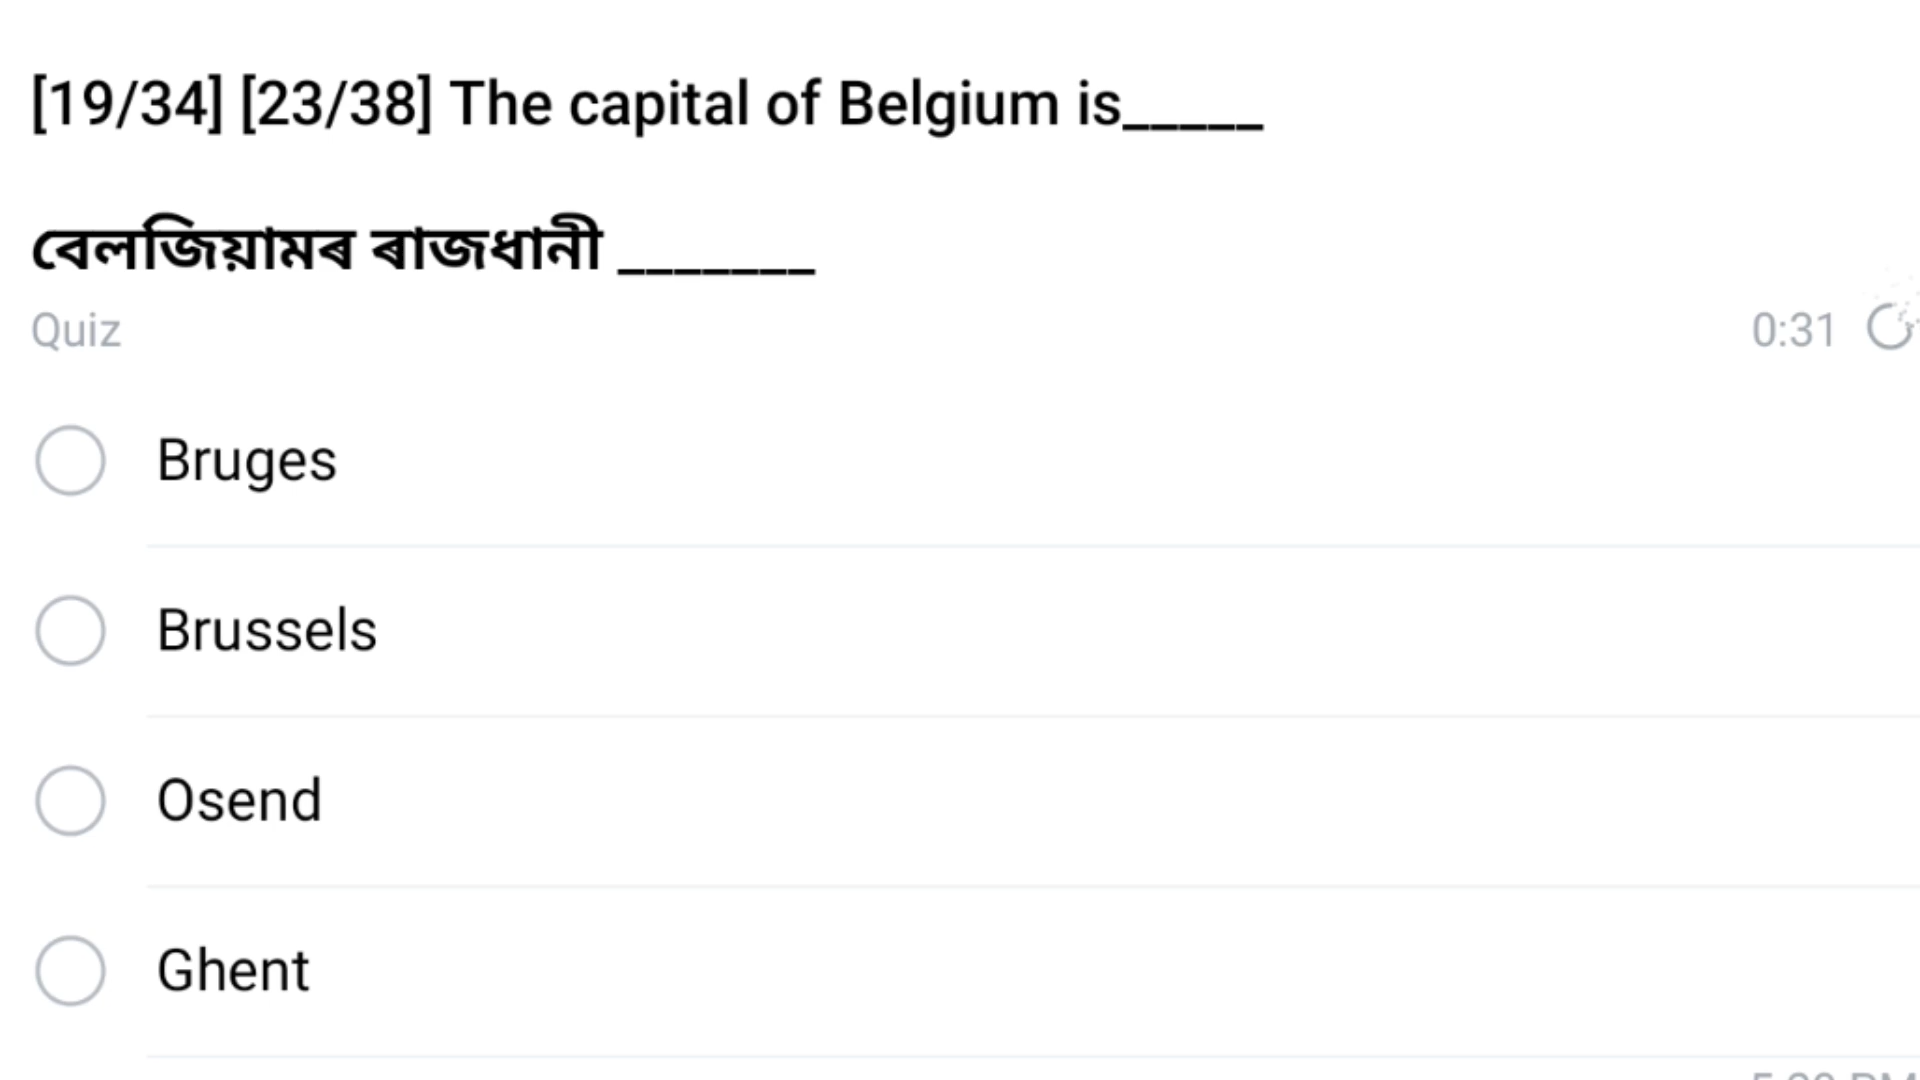 [19/34] [23/38] The capital of Belgium is_____
বেলজিয়ামৰ ৰাজধানী _______
Quiz
0:31
Bruges
Brussels
Osend
Ghent